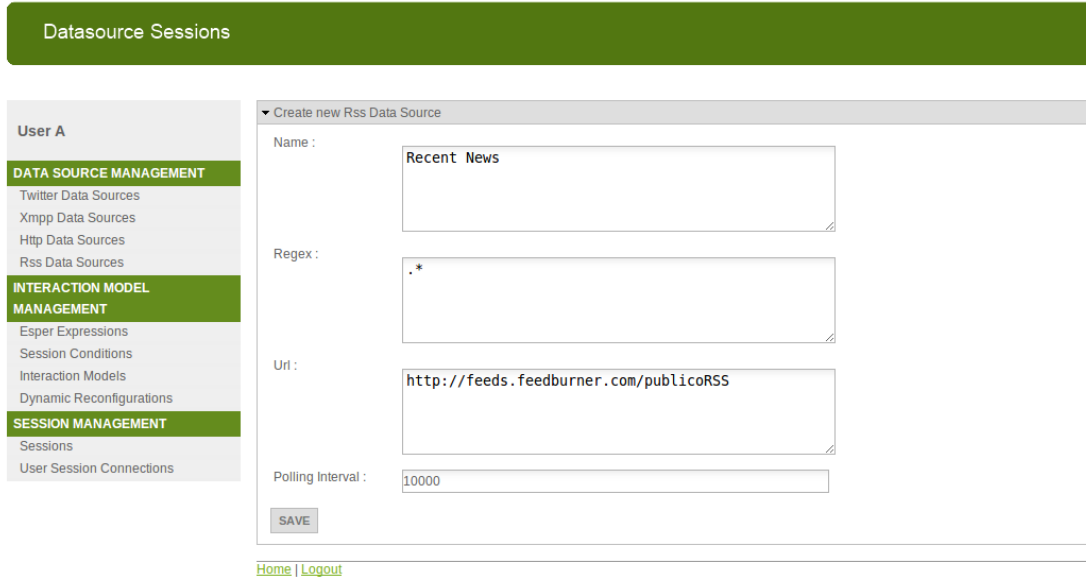 Datasource Sessions
User A
DATA SOURCE MANAGEMENT
Twitter Data Sources
Xmpp Data Sources
Http Data Sources
Rss Data Sources
INTERACTION MODEL
MANAGEMENT
Esper Expressions
Session Conditions
Interaction Models
Dynamic Reconfigurations
SESSION MANAGEMENT
Sessions
User Session Connections
Create new Rss Data Source
Name :
Recent News
Regex :
.*
Url :
http://feeds.feedburner.com/publicoRSS
Polling Interval :
10000
SAVE
Home | Logout